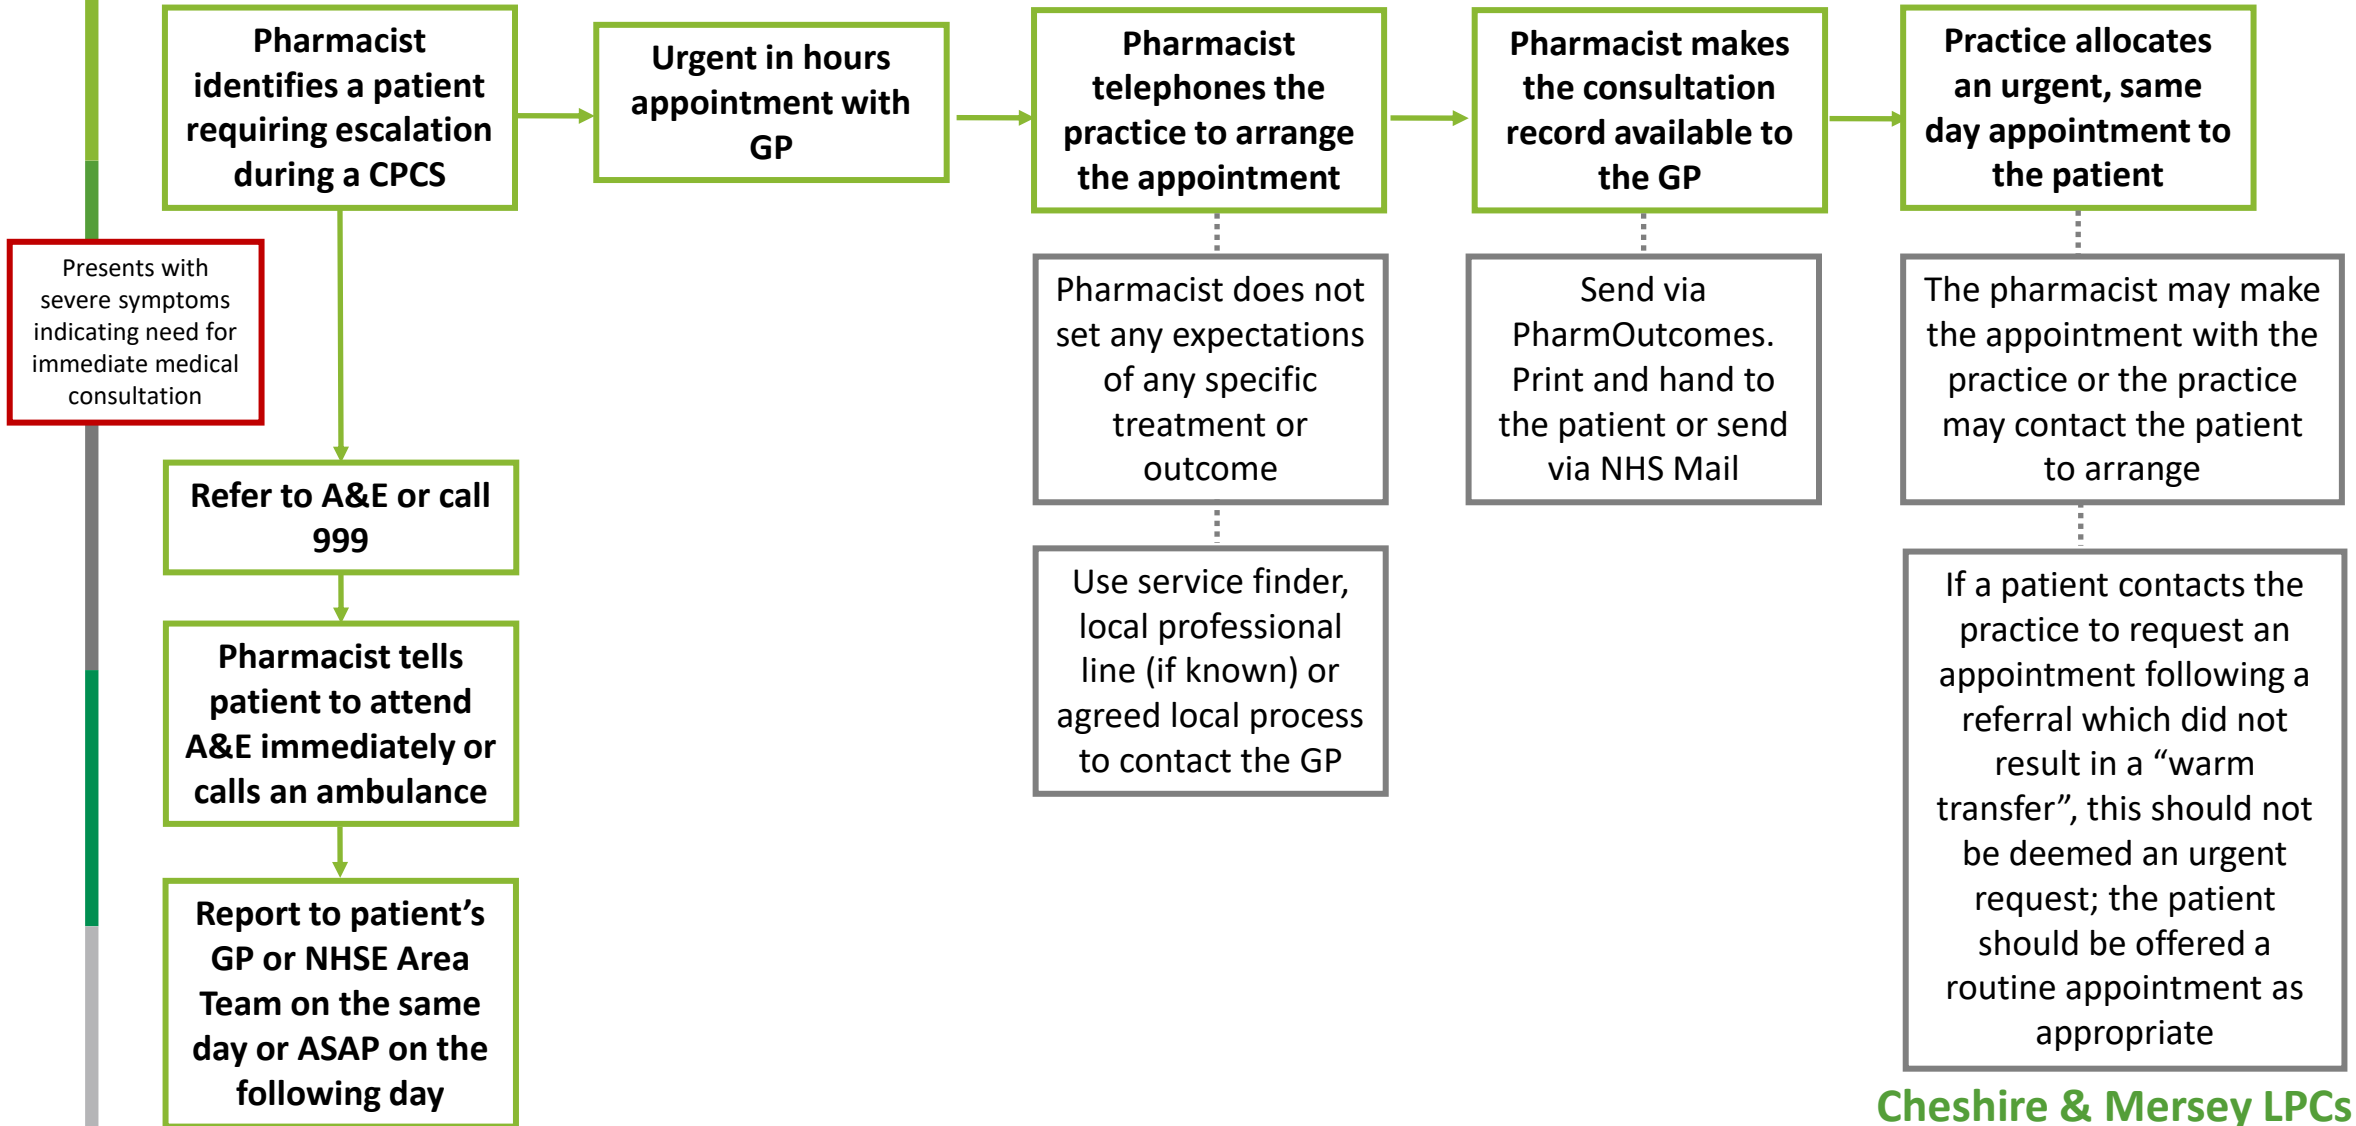 Pharmacist
identifies a patient
requiring escalation
during a CPCS
Urgent in hours
appointment with
GP
Pharmacist
telephones the
practice to arrange
the appointment
Pharmacist makes
the consultation
record available to
the GP
Practice allocates
an urgent, same
day appointment to
the patient
Presents with
severe symptoms
indicating need for
immediate medical
consultation
Pharmacist does not
set any expectations
of any specific
treatment or
outcome
Send via
PharmOutcomes.
Print and hand to
the patient or send
via NHS Mail
The pharmacist may make
the appointment with the
practice or the practice
may contact the patient
to arrange
Refer to A&E or call
999
Pharmacist tells
patient to attend
A&E immediately or
calls an ambulance
Report to patient’s
GP or NHSE Area
Team on the same
day or ASAP on the
following day
Use service finder,
local professional
line (if known) or
agreed local process
to contact the GP
If a patient contacts the
practice to request an
appointment following a
referral which did not
result in a “warm
transfer”, this should not
be deemed an urgent
request; the patient
should be offered a
routine appointment as
appropriate
Cheshire & Mersey LPCs